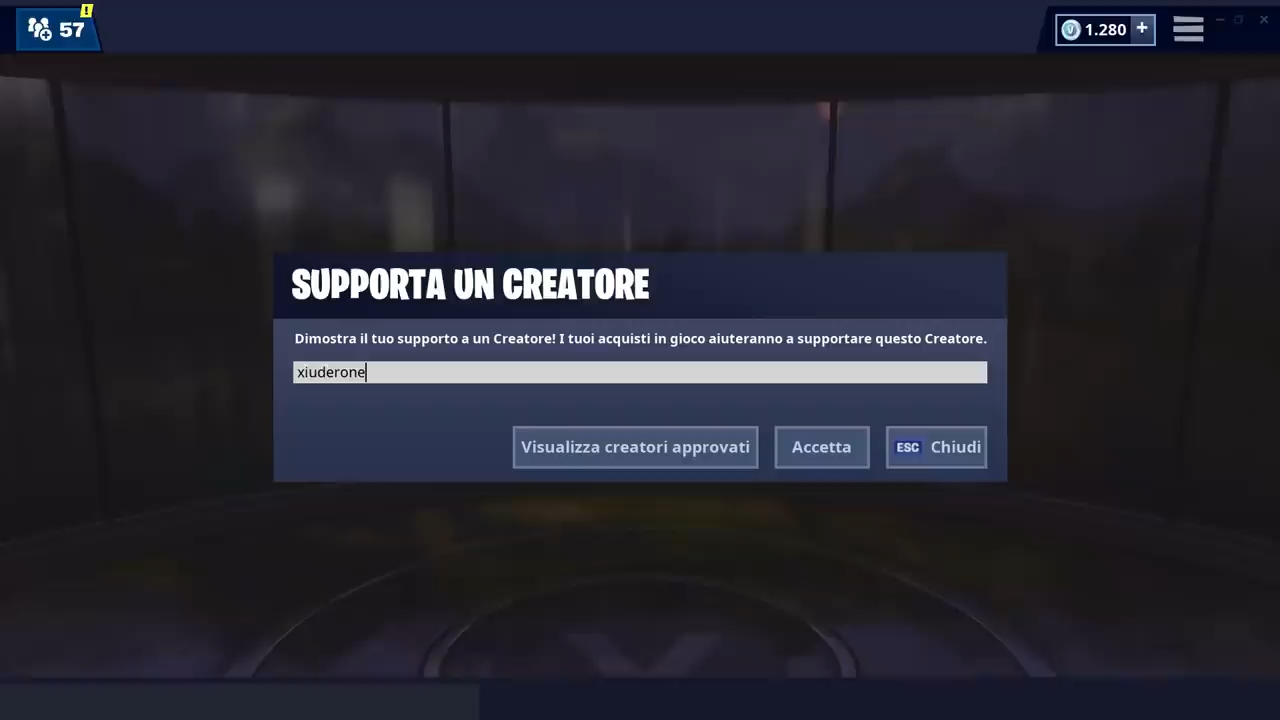 57
!
1.280 +
SUPPORTA UN CREATORE
Dimostra il tuo supporto a un Creatore! I tuoi acquisti in gioco aiuteranno a supportare questo Creatore.
xiuderone
Visualizza creatori approvati
Accetta
ESC Chiudi